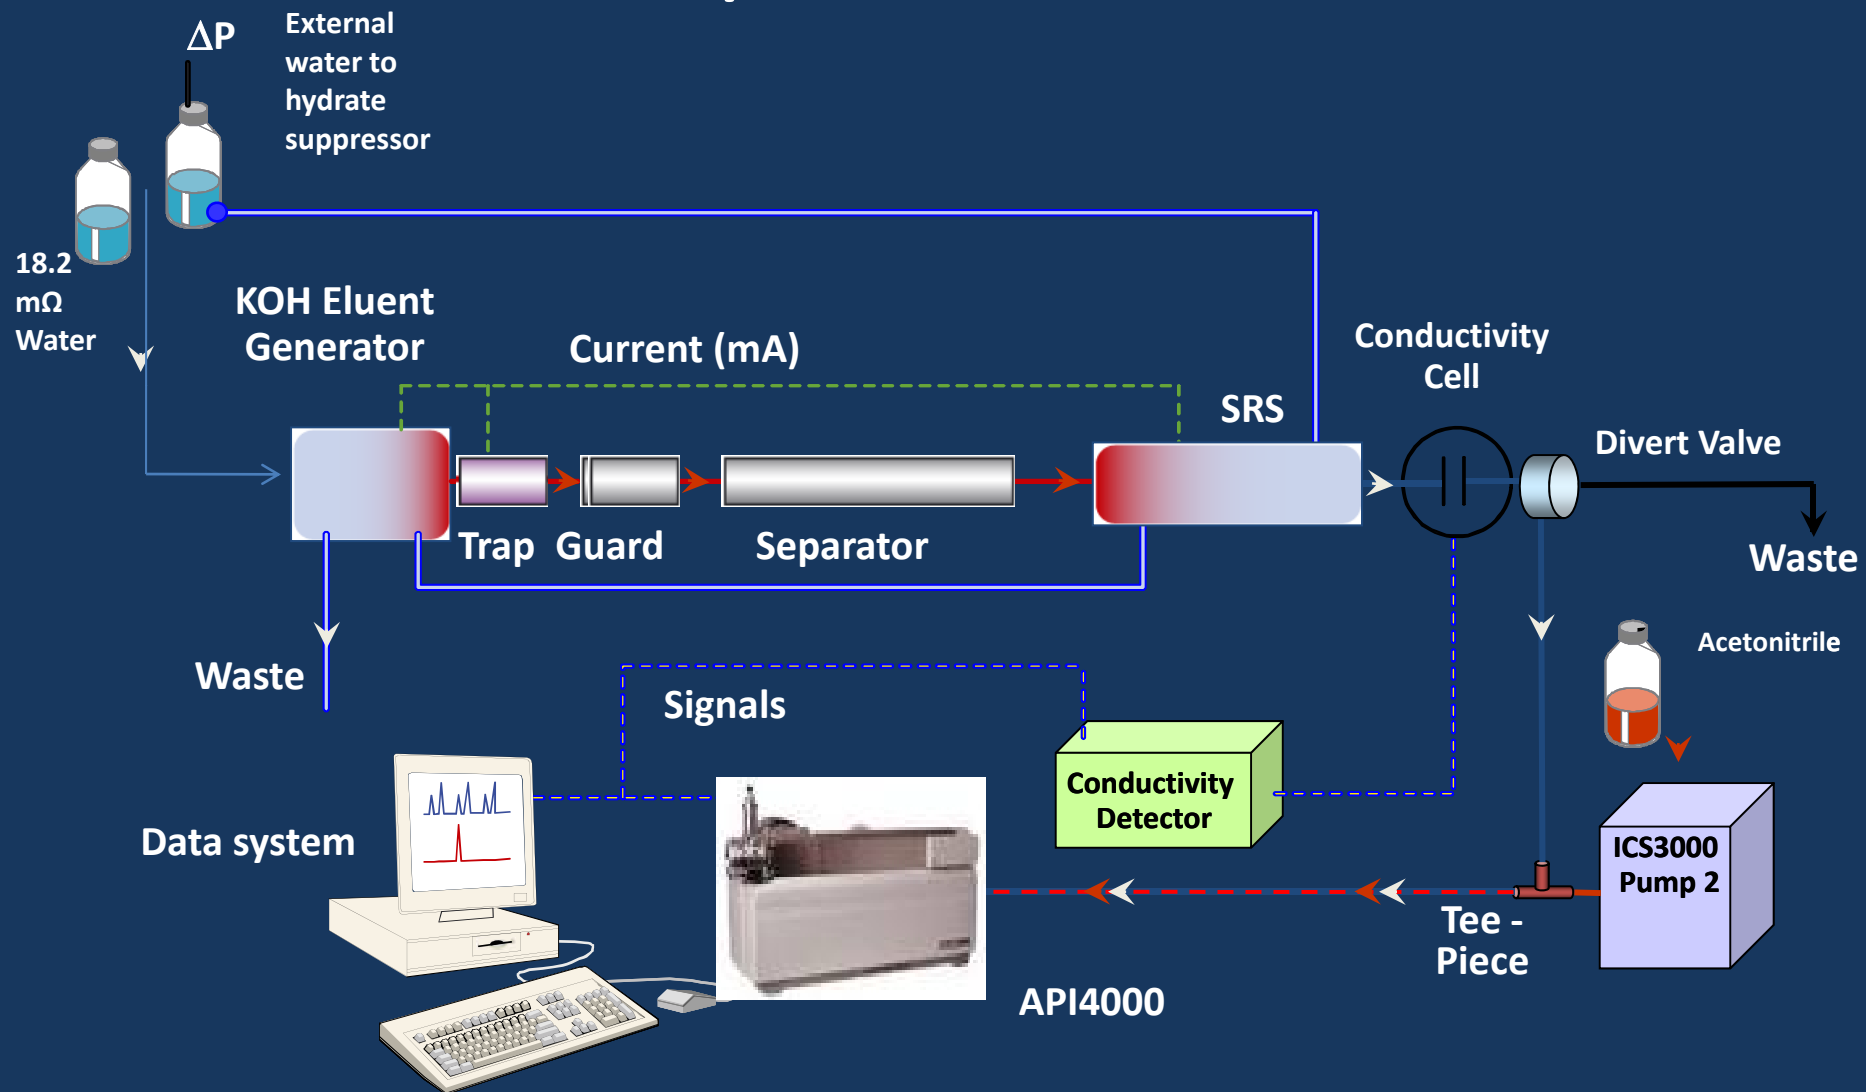 ΔP
External
water to
hydrate
suppressor
18.2
mΩ
Water
KOH Eluent
Generator
Current (mA)
Conductivity
Cell
SRS
Divert Valve
Trap
Guard
Separator
Waste
Waste
Acetonitrile
Signals
Conductivity
Detector
Data system
ICS3000
Pump 2
Tee -
Piece
API4000